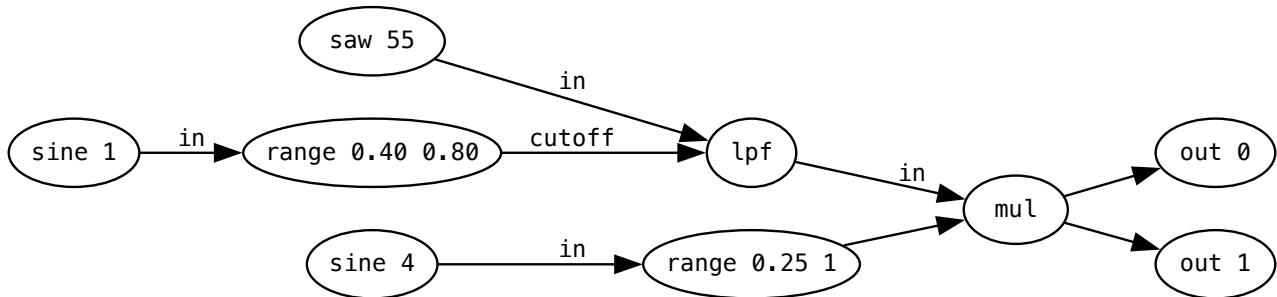 saw 55
in
sine 1
in
range 0.40 0.80
cutoff
lpf
in
mul
out 0
sine 4
in
range 0.25 1
out 1